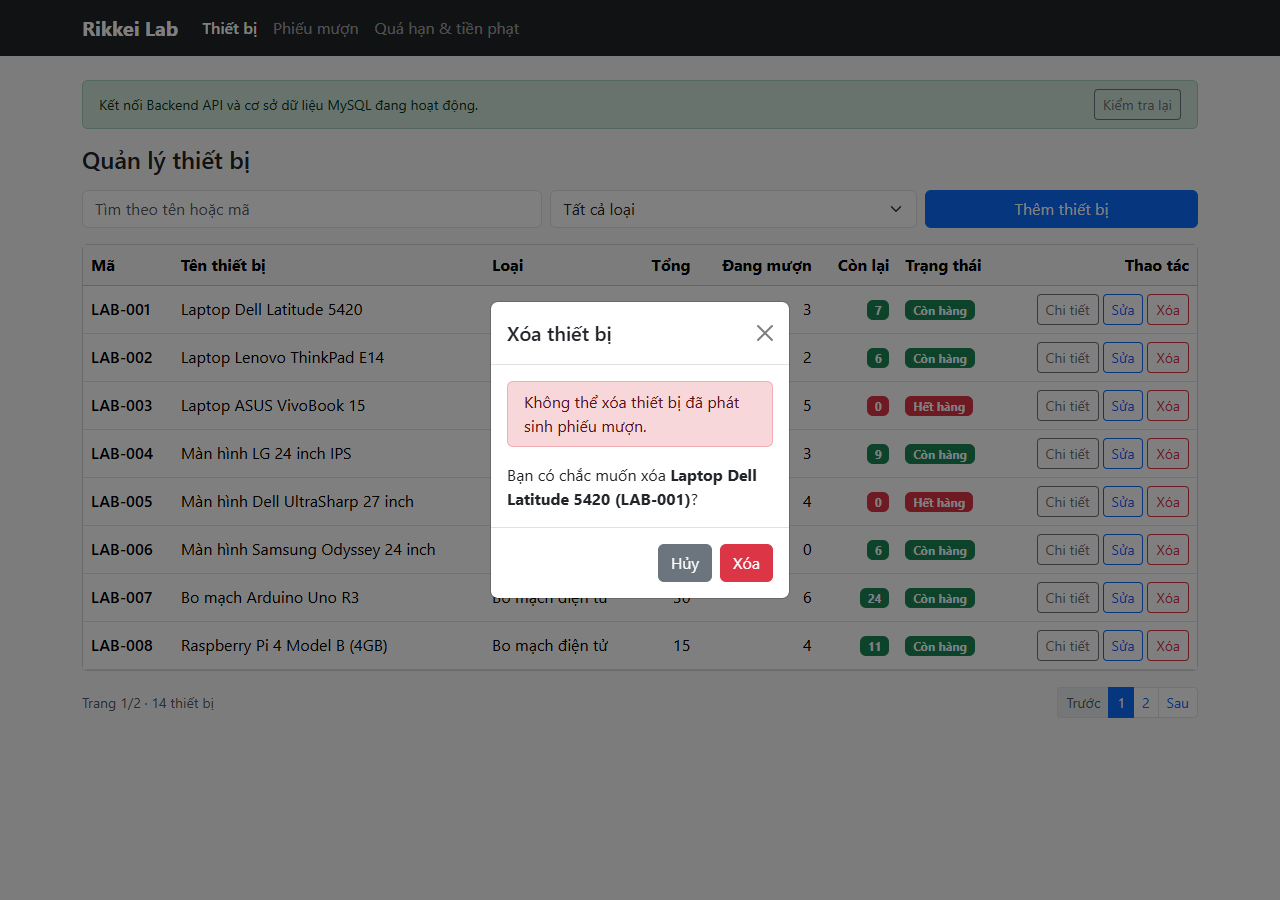 Rikkei Lab Thiết bị Phiếu mượn Quá hạn & tiền phạt
Kết nối Backend API và cơ sở dữ liệu MySQL đang hoạt động. Kiểm tra lại
Quản lý thiết bị
Tìm theo tên hoặc mã Tất cả loại Thêm thiết bị
Mã Tên thiết bị Loại Tổng Đang mượn Còn lại Trạng thái Thao tác
LAB-001 Laptop Dell Latitude 5420 3 7 Còn hàng Chi tiết Sửa Xóa
LAB-002 Laptop Lenovo ThinkPad E14 2 6 Còn hàng Chi tiết Sửa Xóa
LAB-003 Laptop ASUS VivoBook 15 5 0 Hết hàng Chi tiết Sửa Xóa
LAB-004 Màn hình LG 24 inch IPS 3 9 Còn hàng Chi tiết Sửa Xóa
LAB-005 Màn hình Dell UltraSharp 27 inch 4 0 Hết hàng Chi tiết Sửa Xóa
LAB-006 Màn hình Samsung Odyssey 24 inch 0 6 Còn hàng Chi tiết Sửa Xóa
LAB-007 Bo mạch Arduino Uno R3 Bo mạch điện tử 30 6 24 Còn hàng Chi tiết Sửa Xóa
LAB-008 Raspberry Pi 4 Model B (4GB) Bo mạch điện tử 15 4 11 Còn hàng Chi tiết Sửa Xóa
Trang 1/2 · 14 thiết bị Trước 1 2 Sau
Xóa thiết bị
Không thể xóa thiết bị đã phát
sinh phiếu mượn.
Bạn có chắc muốn xóa Laptop Dell
Latitude 5420 (LAB-001)?
Hủy Xóa